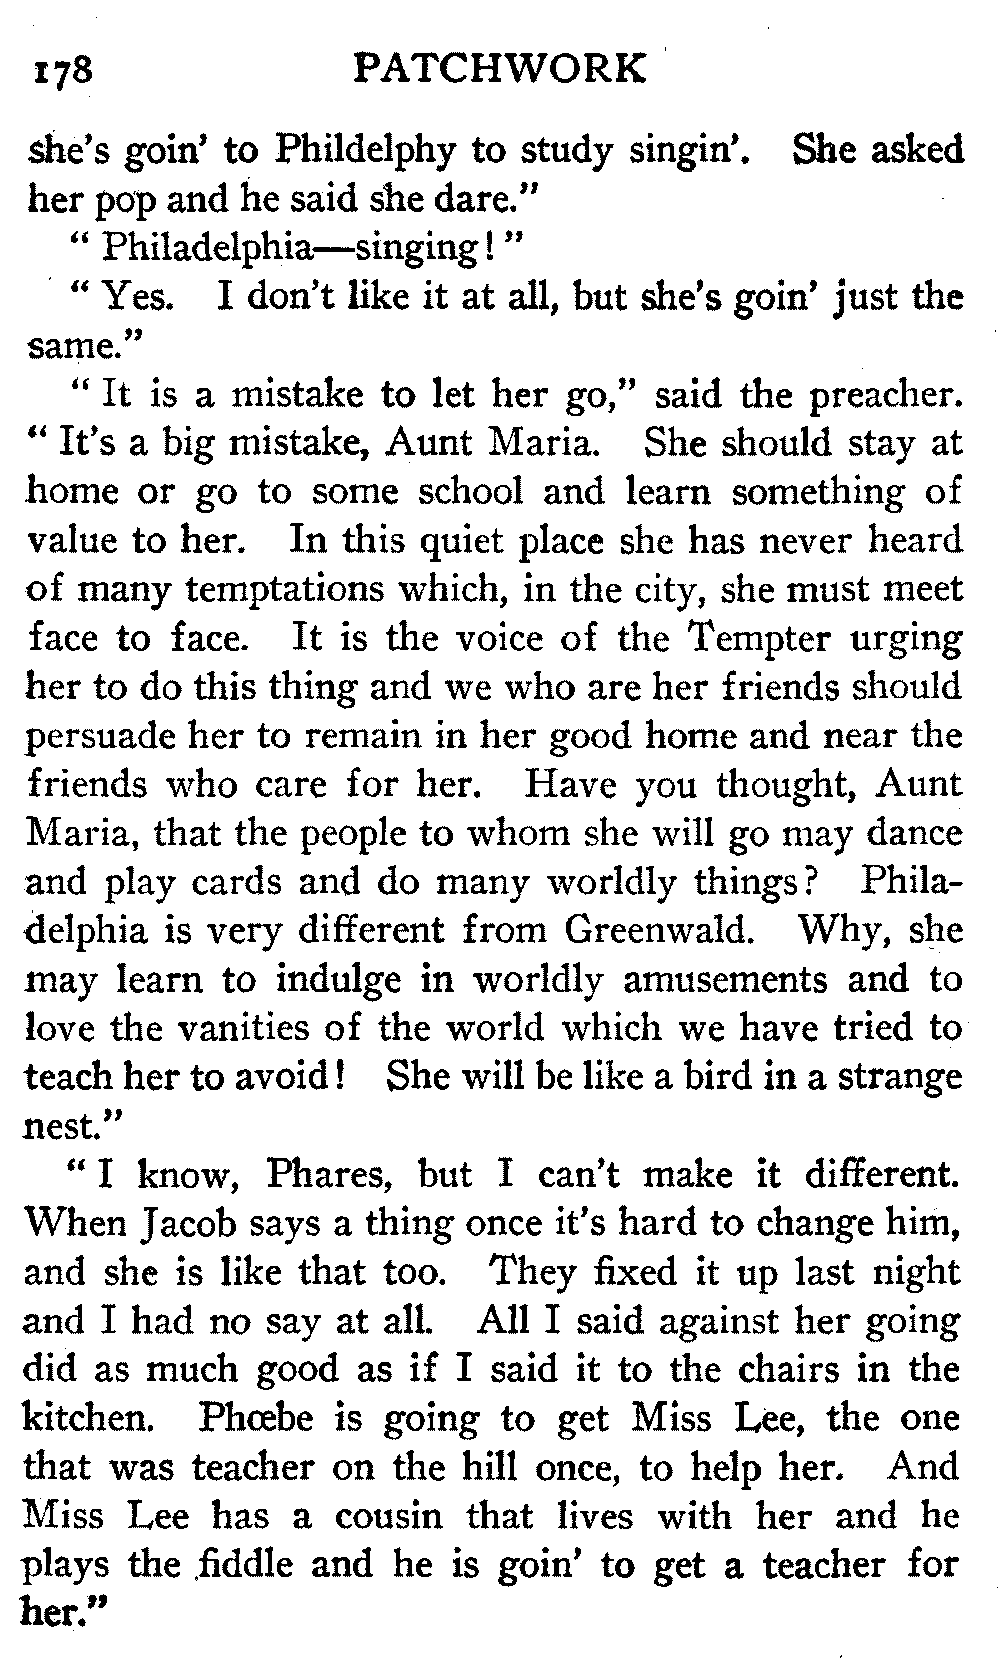 178 PATCHWORK
she's goin' to Phildelphy to study singin'. She asked
her pop and he said she dare."
" Philadelphia—singing! "
" Yes. I don't like it at all, but she's goin' just the
same."
" It is a mistake to let her go," said the preacher.
" It's a big mistake, Aunt Maria. She should stay at
home or go to some school and learn something of
value to her. In this quiet place she has never heard
of many temptations which, in the city, she must meet
face to face. It is the voice of the Tempter urging
her to do this thing and we who are her friends should
persuade her to remain in her good home and near the
friends who care for her. Have you thought, Aunt
Maria, that the people to whom she will go may dance
and play cards and do many worldly things? Phila-
delphia is very different from Greenwald. Why, she
may learn to indulge in worldly amusements and to
love the vanities of the world which we have tried to
teach her to avoid! She will be like a bird in a strange
nest."
" I know, Phares, but I can't make it different.
When Jacob says a thing once it's hard to change him,
and she is like that too. They fixed it up last night
and I had no say at all. All I said against her going
did as much good as if I said it to the chairs in the
kitchen. Phœbe is going to get Miss Lee, the one
that was teacher on the hill once, to help her. And
Miss Lee has a cousin that lives with her and he
plays the fiddle and he is goin' to get a teacher for
her."